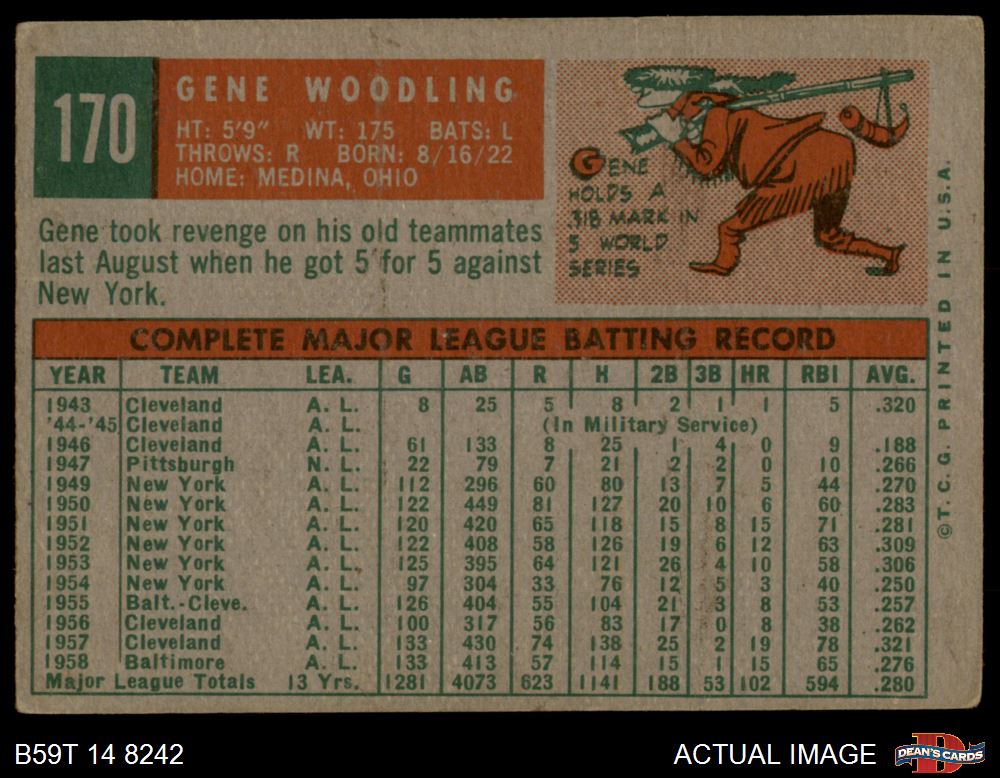 170
GENE WOODLING
HT: 5'9" WT: 175 BATS: L
THROWS: R BORN: 8/16/22
HOME: MEDINA, OHIO
GENE
HOLDS A
.318 MARK IN
5 WORLD
SERIES
Gene took revenge on his old teammates
last August when he got 5 for 5 against
New York.
COMPLETE MAJOR LEAGUE BATTING RECORD
YEAR TEAM LEA. G AB R H 2B 3B HR RBI AVG.
1943 Cleveland A. L. 8 25 5 8 2 1 1 5 .320
'44-'45 Cleveland A. L. (In Military Service)
1946 Cleveland A. L. 61 133 8 25 1 4 0 9 .188
1947 Pittsburgh N. L. 22 79 7 21 2 2 0 10 .266
1949 New York A. L. 112 296 60 80 13 7 5 44 .270
1950 New York A. L. 122 449 81 127 20 10 6 60 .283
1951 New York A. L. 120 420 65 118 15 8 15 71 .281
1952 New York A. L. 122 408 58 126 19 6 12 63 .309
1953 New York A. L. 125 395 64 121 26 4 10 58 .306
1954 New York A. L. 97 304 33 76 12 5 3 40 .250
1955 Balt.-Cleve. A. L. 126 404 55 104 21 3 8 53 .257
1956 Cleveland A. L. 100 317 56 83 17 0 8 38 .262
1957 Cleveland A. L. 133 430 74 138 25 2 19 78 .321
1958 Baltimore A. L. 133 413 57 114 15 1 15 65 .276
Major League Totals 13 Yrs. 1281 4073 623 1141 188 53 102 594 .280
©T. C. G. PRINTED IN U.S.A.
B59T 14 8242
ACTUAL IMAGE
DEAN'S CARDS